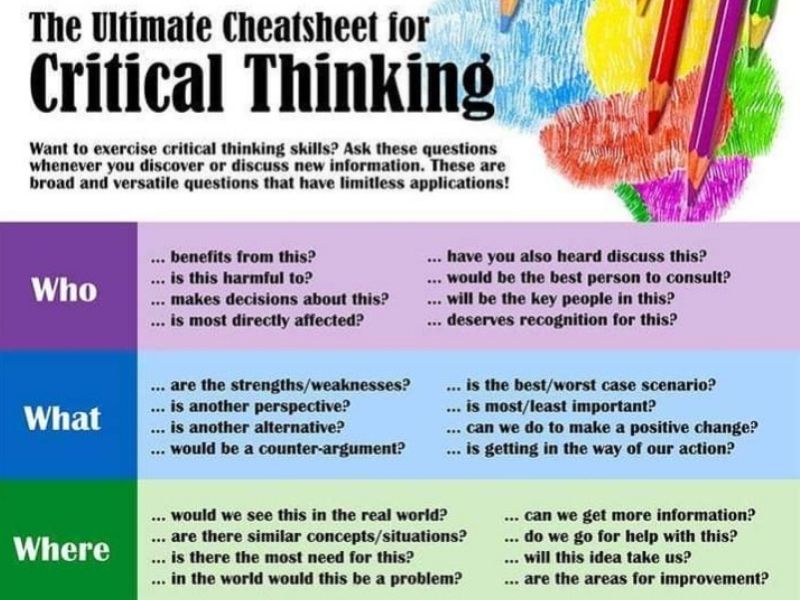 The Ultimate Cheatsheet for
Critical Thinking
Want to exercise critical thinking skills? Ask these questions
whenever you discover or discuss new information. These are
broad and versatile questions that have limitless applications!
Who
... benefits from this?
... is this harmful to?
... makes decisions about this?
... is most directly affected?
... have you also heard discuss this?
... would be the best person to consult?
... will be the key people in this?
... deserves recognition for this?
What
... are the strengths/weaknesses?
... is another perspective?
... is another alternative?
... would be a counter-argument?
... is the best/worst case scenario?
... is most/least important?
... can we do to make a positive change?
... is getting in the way of our action?
Where
... would we see this in the real world?
... are there similar concepts/situations?
... is there the most need for this?
... in the world would this be a problem?
... can we get more information?
... do we go for help with this?
... will this idea take us?
... are the areas for improvement?